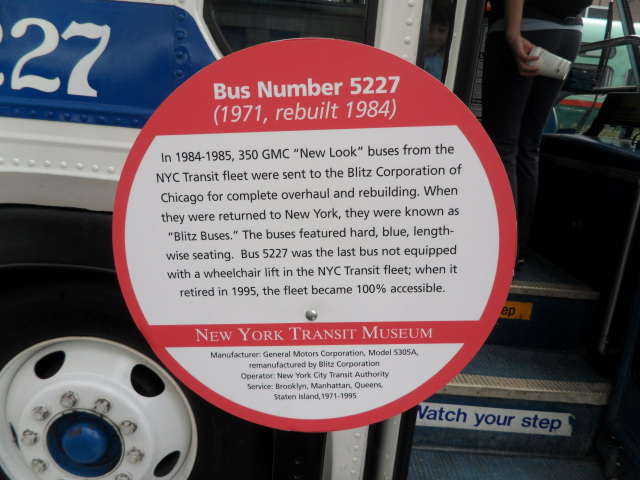 227
Bus Number 5227
(1971, rebuilt 1984)
In 1984-1985, 350 GMC "New Look" buses from the
NYC Transit fleet were sent to the Blitz Corporation of
Chicago for complete overhaul and rebuilding. When
they were returned to New York, they were known as
"Blitz Buses." The buses featured hard, blue, length-
wise seating. Bus 5227 was the last bus not equipped
with a wheelchair lift in the NYC Transit fleet; when it
retired in 1995, the fleet became 100% accessible.
NEW YORK TRANSIT MUSEUM
Manufacturer: General Motors Corporation, Model 5305A,
remanufactured by Blitz Corporation
Operator: New York City Transit Authority
Service: Brooklyn, Manhattan, Queens,
Staten Island,1971-1995
ep
Watch your step